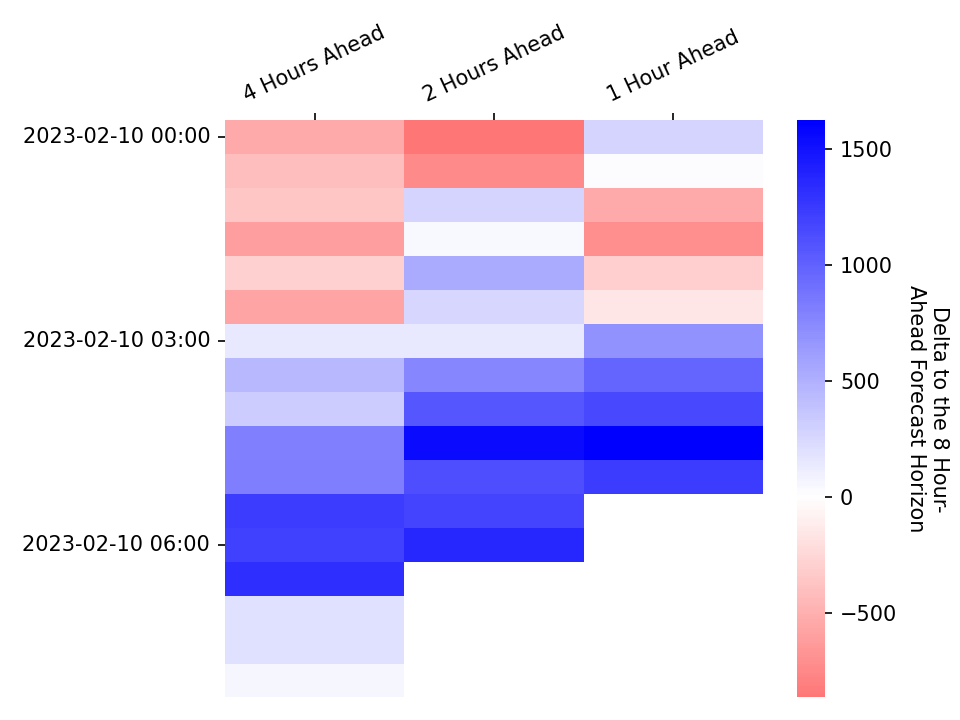 4 Hours Ahead
2 Hours Ahead
1 Hour Ahead
2023-02-10 00:00
2023-02-10 03:00
2023-02-10 06:00
1500
1000
500
0
−500
Delta to the 8 Hour-
Ahead Forecast Horizon